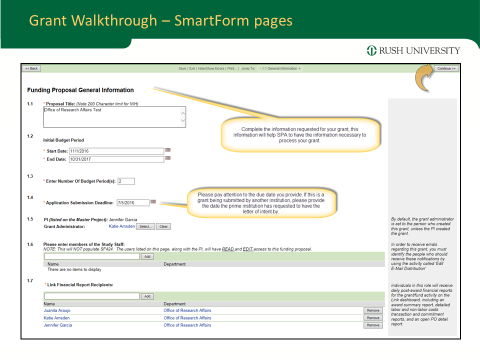 Grant Walkthrough – SmartForm pages
RUSH UNIVERSITY
<< Back
Save | Exit | Hide/Show Errors | Print... | Jump To:
General Information
Continue >>
Funding Proposal General Information
1.1
* Proposal Title: (Note 200 Character limit for NIH)
Office of Research Affairs Test
Complete the information requested for your grant, this
information will help SPA to have the information necessary to
process your grant.
1.2
Initial Budget Period
* Start Date: 11/1/2016
* End Date: 10/31/2017
1.3
* Enter Number Of Budget Period(s): 2
1.4
* Application Submission Deadline: 7/5/2016
Please pay attention to the due date you provide. If this is a
grant being submitted by another institution, please provide
the date the prime institution has requested to have the
letter of intent by.
1.5
PI (listed on the Master Project): Jennifer Garcia
Grant Administrator: Katie Amsden Select... Clear
By default, the grant administrator
is set to the person who created
this grant, unless the PI created
the grant.
1.6
Please enter members of the Study Staff:
NOTE: This will NOT populate SF424. The users listed on this page, along with the PI, will have READ and EDIT access to this funding proposal.
Add
Name Department
There are no items to display
In order to receive emails
regarding this grant, you must
identify the people who should
receive these notifications by
using the activity called 'Edit
E-Mail Distribution'
1.7
* Link Financial Report Recipients:
Add
Name Department
Juanita Araujo Office of Research Affairs Remove
Katie Amsden Office of Research Affairs Remove
Jennifer Garcia Office of Research Affairs Remove
Individuals in this role will receive
daily post-award financial reports
for the grant/fund activity on the
Link dashboard, including an
award summary report, detailed
labor and non-labor costs
transaction and commitment
reports, and an open PO detail
report.